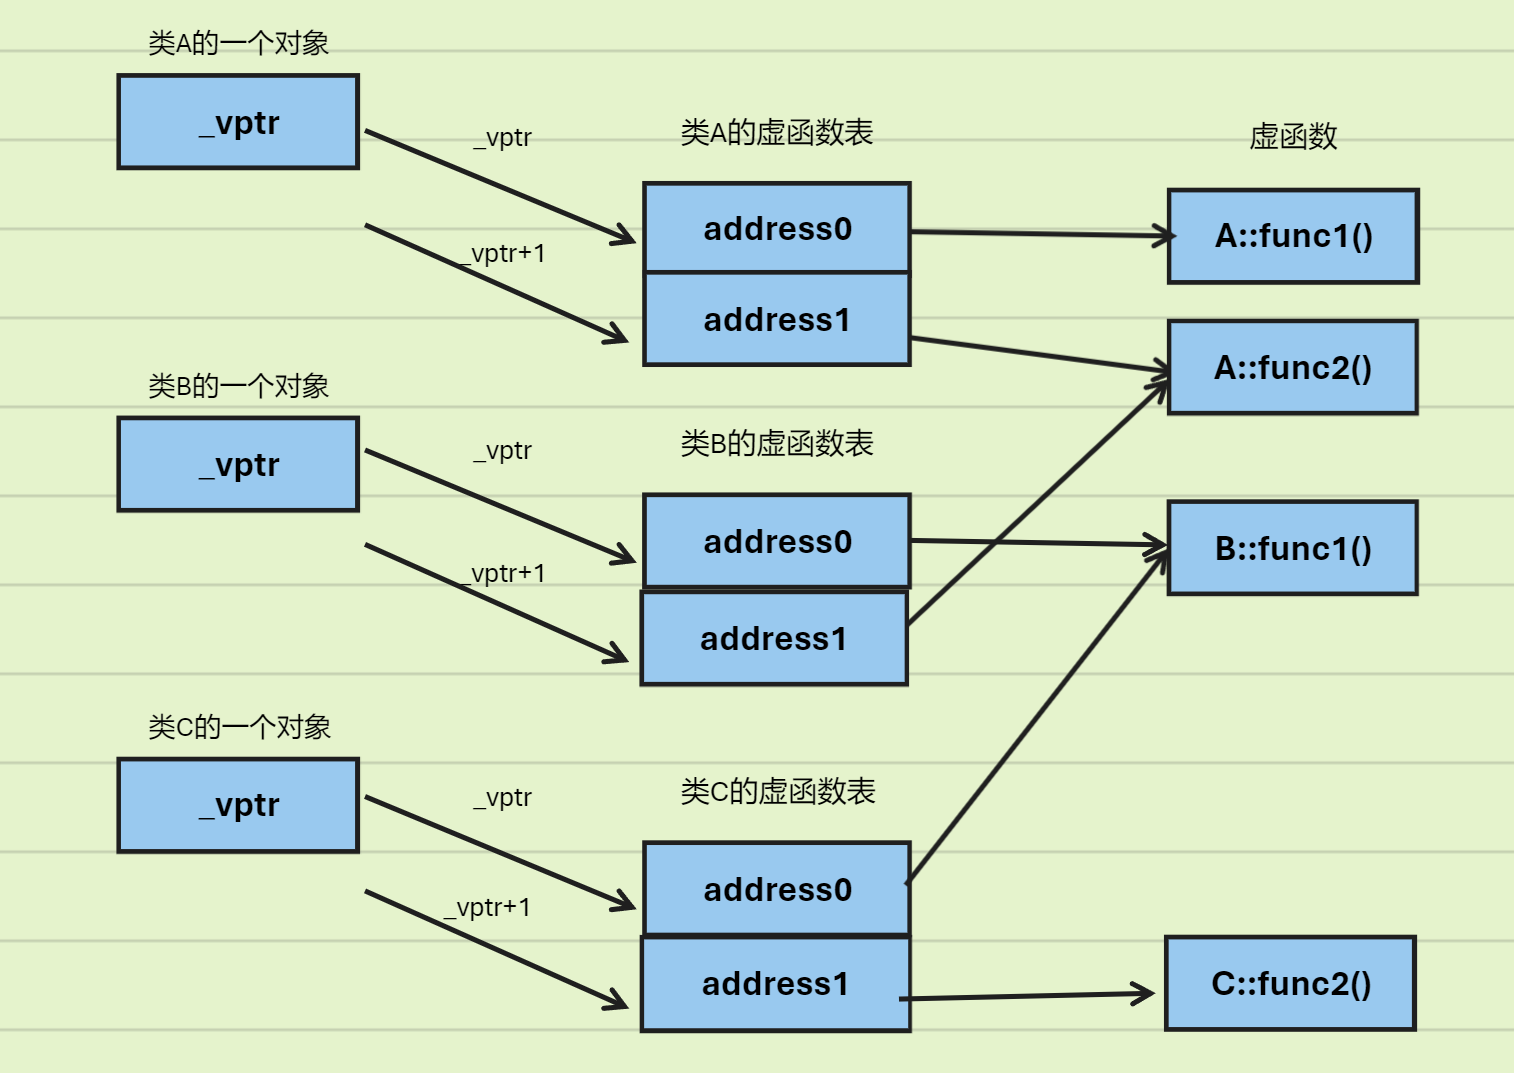 类A的一个对象
_vptr
_vptr
_vptr+1
类A的虚函数表
address0
address1
虚函数
A::func1()
A::func2()
类B的一个对象
_vptr
_vptr
_vptr+1
类B的虚函数表
address0
address1
B::func1()
类C的一个对象
_vptr
_vptr
_vptr+1
类C的虚函数表
address0
address1
C::func2()